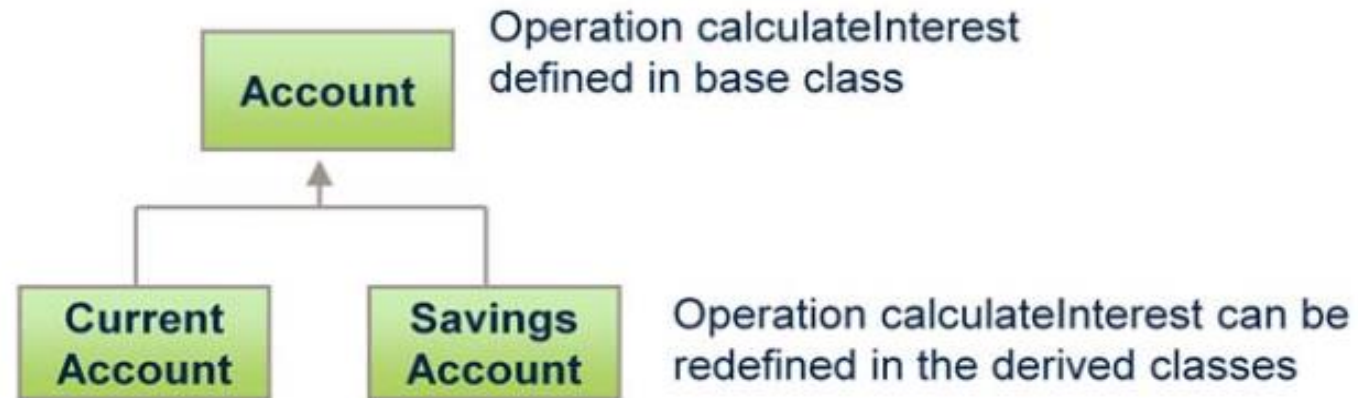 Account
Operation calculateInterest
defined in base class
Current
Account
Savings
Account
Operation calculateInterest can be
redefined in the derived classes